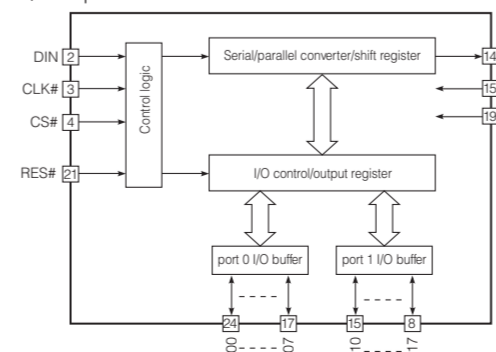 DIN 2
CLK# 3
CS# 4
RES# 21
Control logic
Serial/parallel converter/shift register
14
15
19
I/O control/output register
port 0 I/O buffer
port 1 I/O buffer
24 17 15 8
00 07 10 17